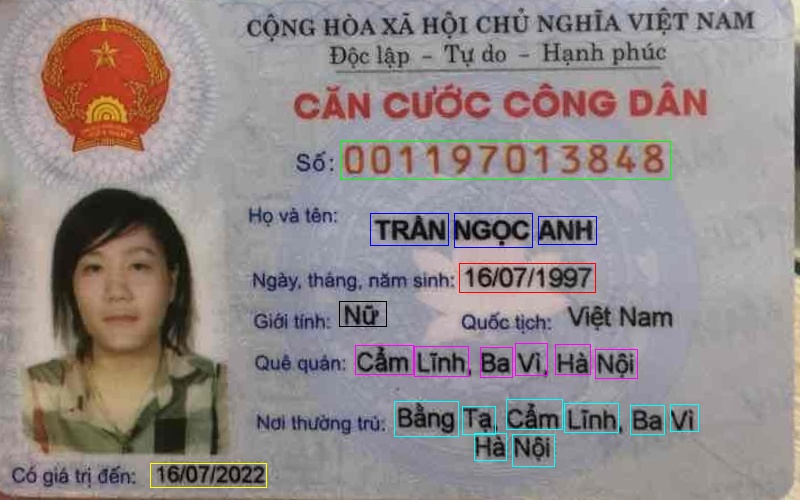 CỘNG HÒA XÃ HỘI CHỦ NGHĨA VIỆT NAM
Độc lập – Tự do – Hạnh phúc
CĂN CƯỚC CÔNG DÂN
Số: 001197013848
Họ và tên: TRẦN NGỌC ANH
Ngày, tháng, năm sinh: 16/07/1997
Giới tính: Nữ Quốc tịch: Việt Nam
Quê quán: Cẩm Lĩnh, Ba Vì, Hà Nội
Nơi thường trú: Bằng Tạ, Cẩm Lĩnh, Ba Vì
Hà Nội
Có giá trị đến: 16/07/2022